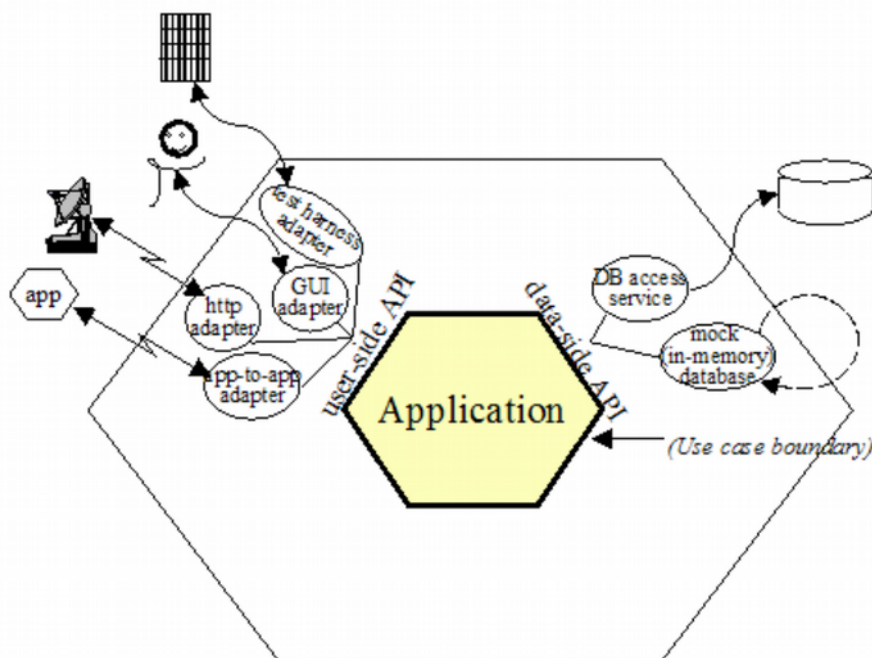 test harness
adapter
GUI
adapter
http
adapter
app
app-to-app
adapter
user-side API
Application
data-side API
DB access
service
mock
(in-memory)
database
(Use case boundary)